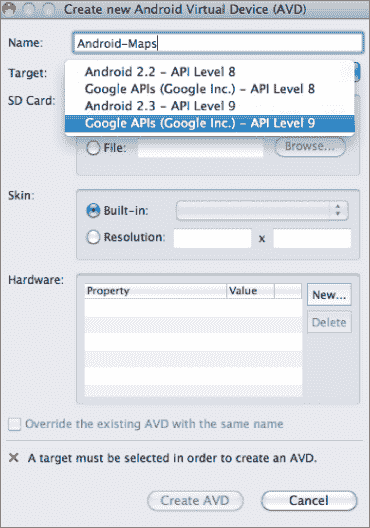 Create new Android Virtual Device (AVD)
Name: Android-Maps
Target:
Android 2.2 – API Level 8
Google APIs (Google Inc.) – API Level 8
Android 2.3 – API Level 9
Google APIs (Google Inc.) – API Level 9
SD Card:
File: Browse...
Skin:
Built-in:
Resolution: x
Hardware:
Property Value New...
Delete
Override the existing AVD with the same name
A target must be selected in order to create an AVD.
Create AVD Cancel